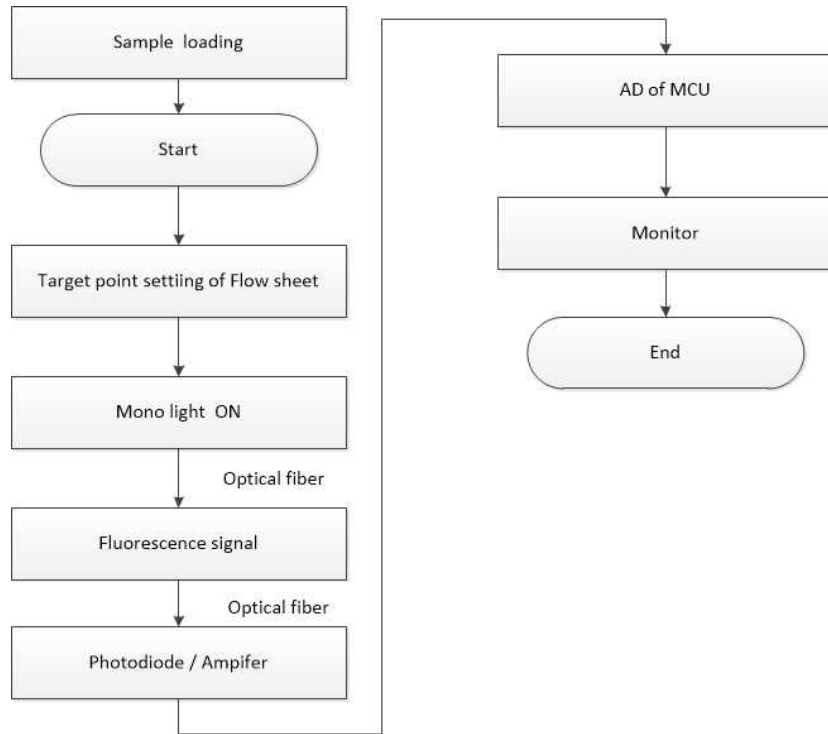 Sample loading
Start
Target point settiing of Flow sheet
Mono light ON
Optical fiber
Fluorescence signal
Optical fiber
Photodiode / Ampifer
AD of MCU
Monitor
End